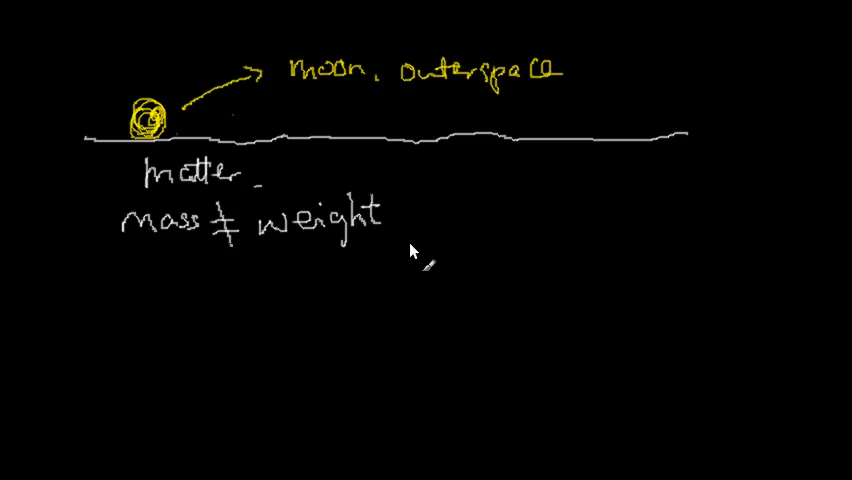 moon. outerspace
matter.
mass ≠ weight